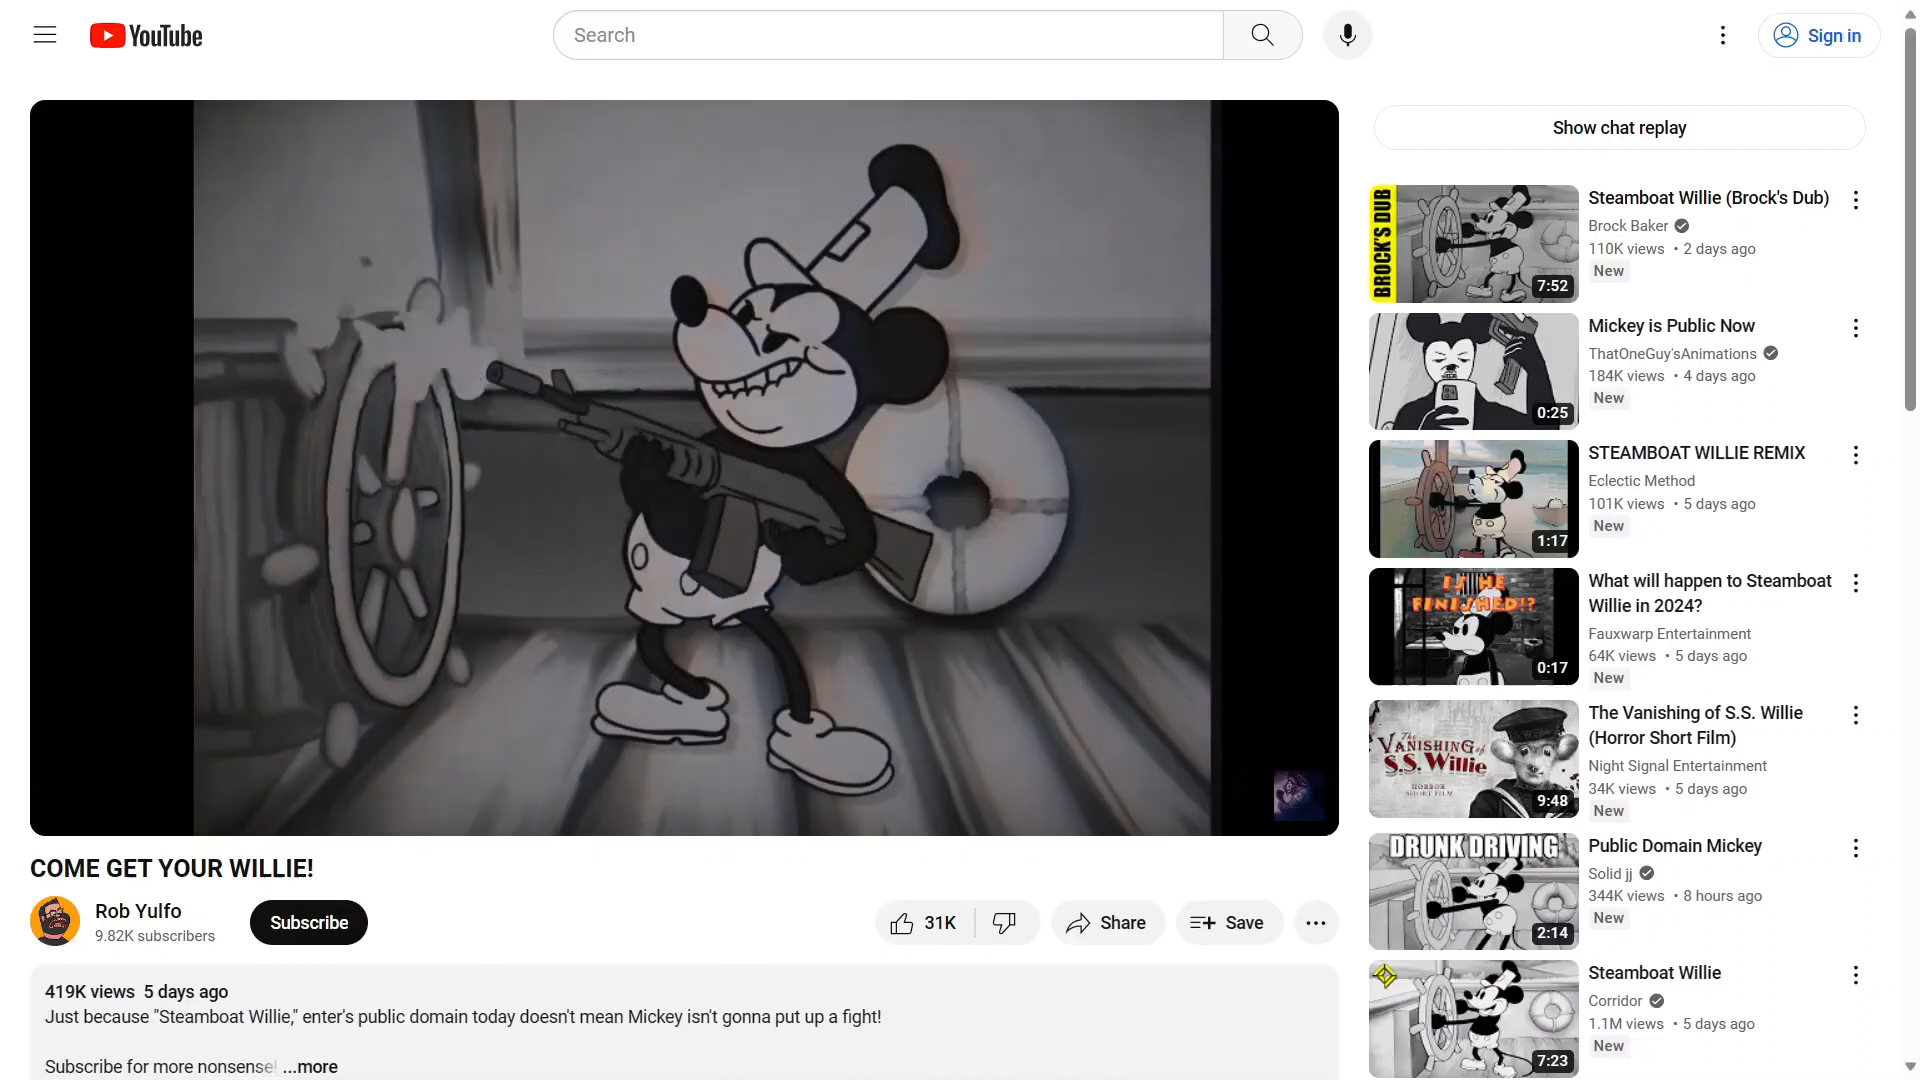 YouTube
Search
Sign in
Show chat replay
BROCK'S DUB
7:52
Steamboat Willie (Brock's Dub)
Brock Baker
110K views • 2 days ago
New
0:25
Mickey is Public Now
ThatOneGuy'sAnimations
184K views • 4 days ago
New
1:17
STEAMBOAT WILLIE REMIX
Eclectic Method
101K views • 5 days ago
New
IS HE
FINISHED!?
0:17
What will happen to Steamboat
Willie in 2024?
Fauxwarp Entertainment
64K views • 5 days ago
New
The
VANISHING of
S.S. Willie
HORROR
SHORT FILM
9:48
The Vanishing of S.S. Willie
(Horror Short Film)
Night Signal Entertainment
34K views • 5 days ago
New
DRUNK DRIVING
2:14
Public Domain Mickey
Solid jj
344K views • 8 hours ago
New
7:23
Steamboat Willie
Corridor
1.1M views • 5 days ago
New
COME GET YOUR WILLIE!
Rob Yulfo
9.82K subscribers
Subscribe
31K
Share
Save
419K views 5 days ago
Just because "Steamboat Willie," enter's public domain today doesn't mean Mickey isn't gonna put up a fight!
Subscribe for more nonsense! ...more